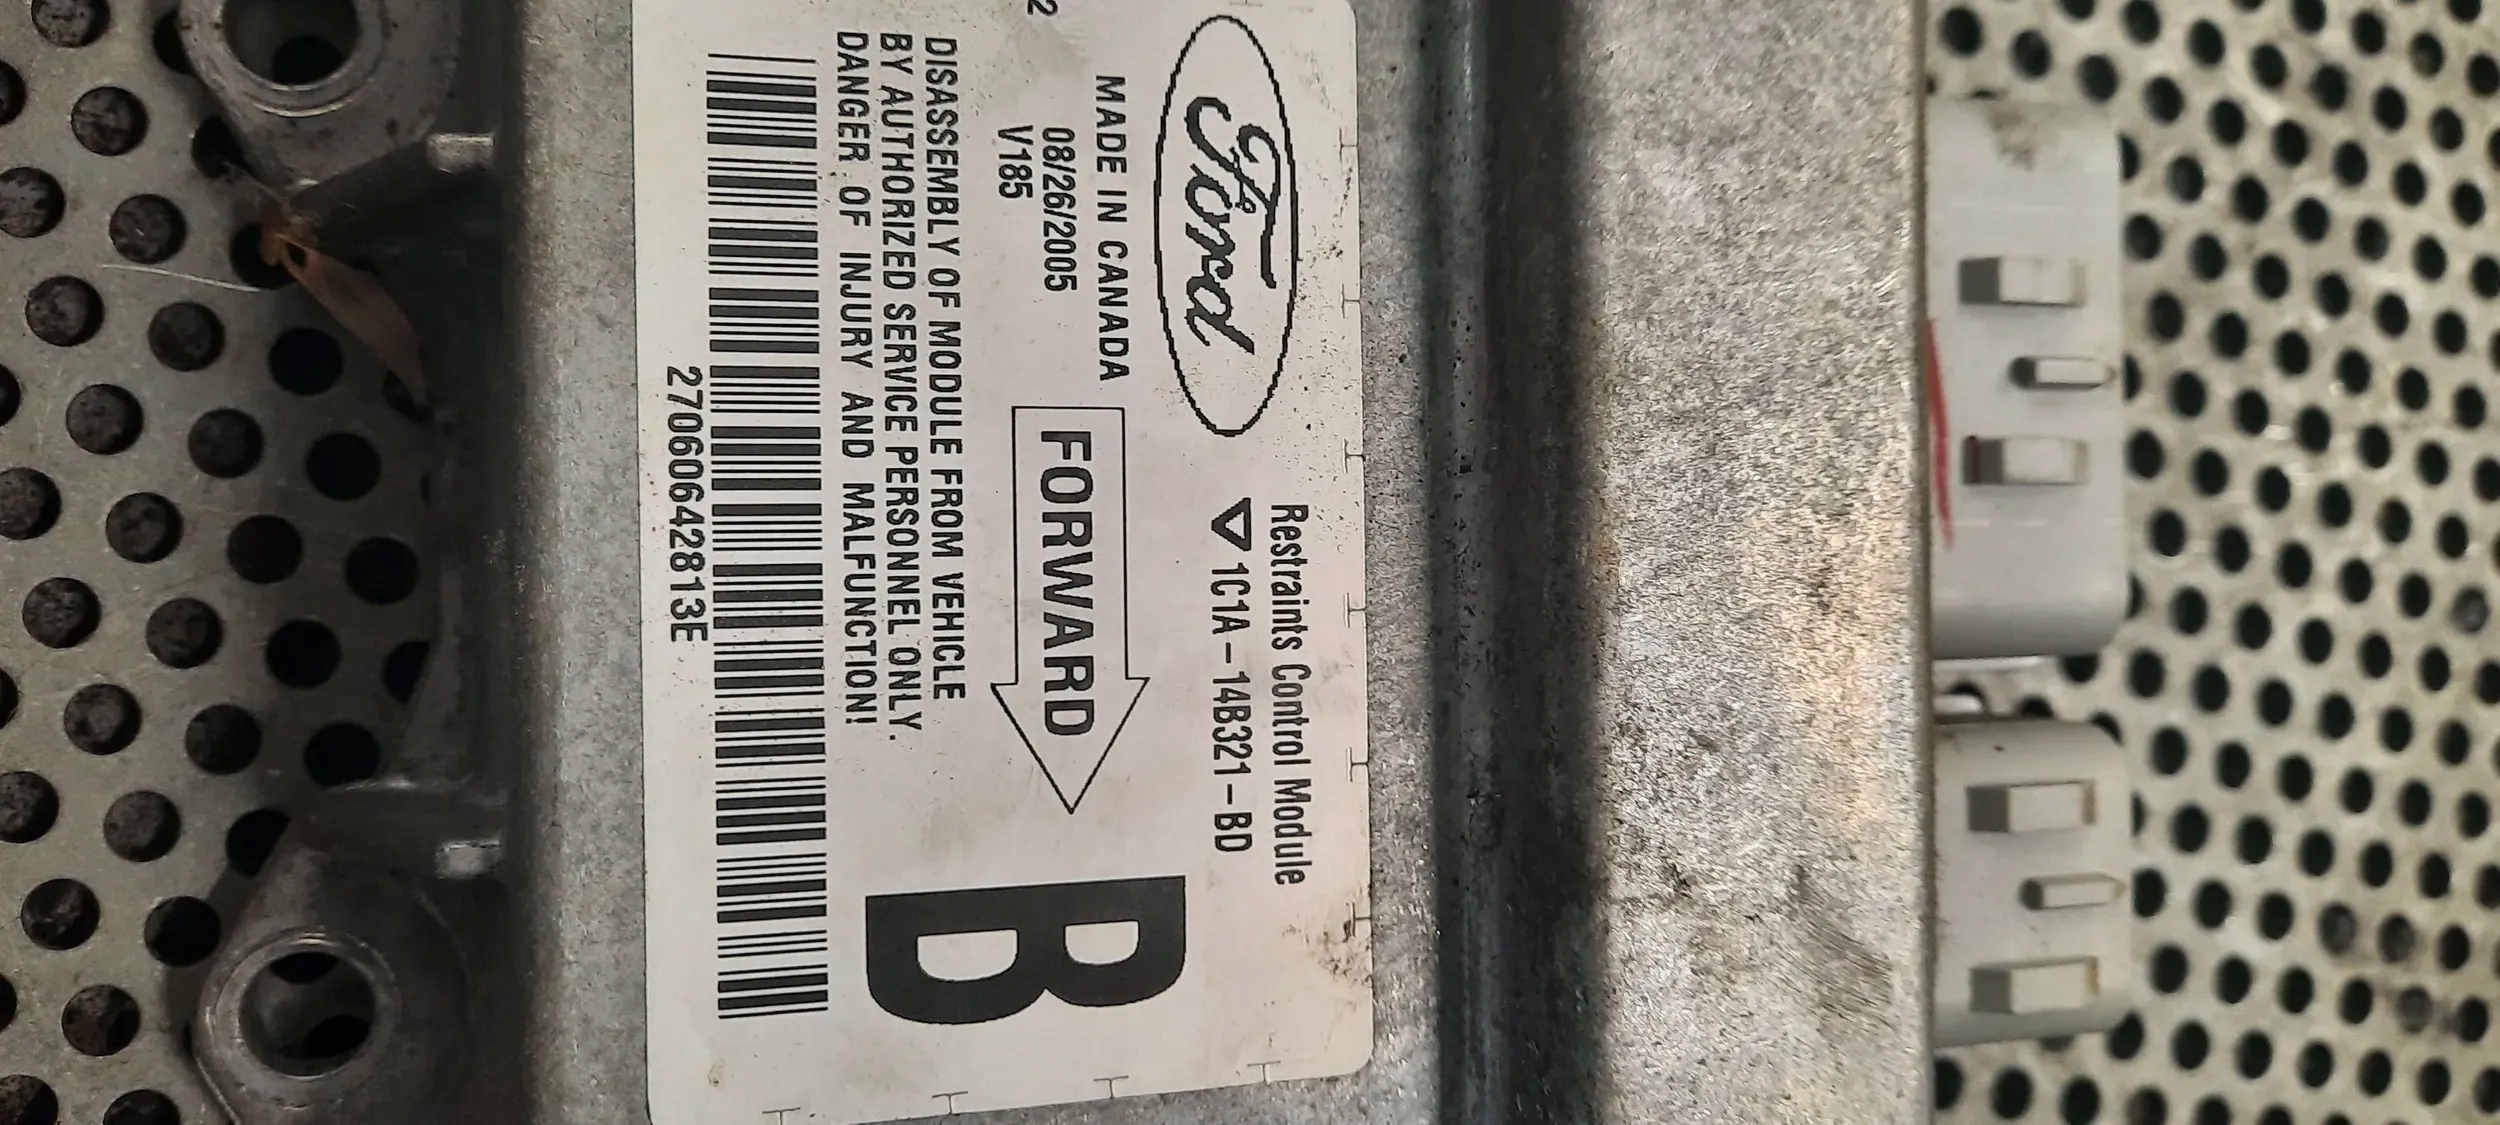 Ford
Restraints Control Module
1C1A-14B321-BD
MADE IN CANADA
08/26/2005
V185
2
FORWARD
B
DISASSEMBLY OF MODULE FROM VEHICLE
BY AUTHORIZED SERVICE PERSONNEL ONLY.
DANGER OF INJURY AND MALFUNCTION!
27060642813E